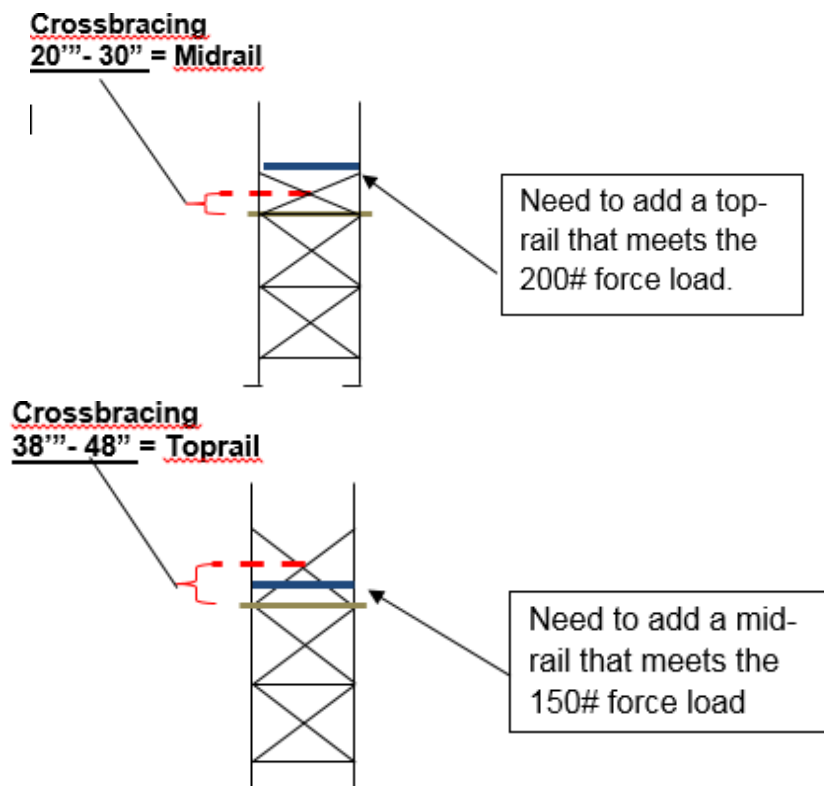 Crossbracing
20’”- 30” = Midrail
Need to add a top-
rail that meets the
200# force load.
Crossbracing
38’”- 48” = Toprail
Need to add a mid-
rail that meets the
150# force load